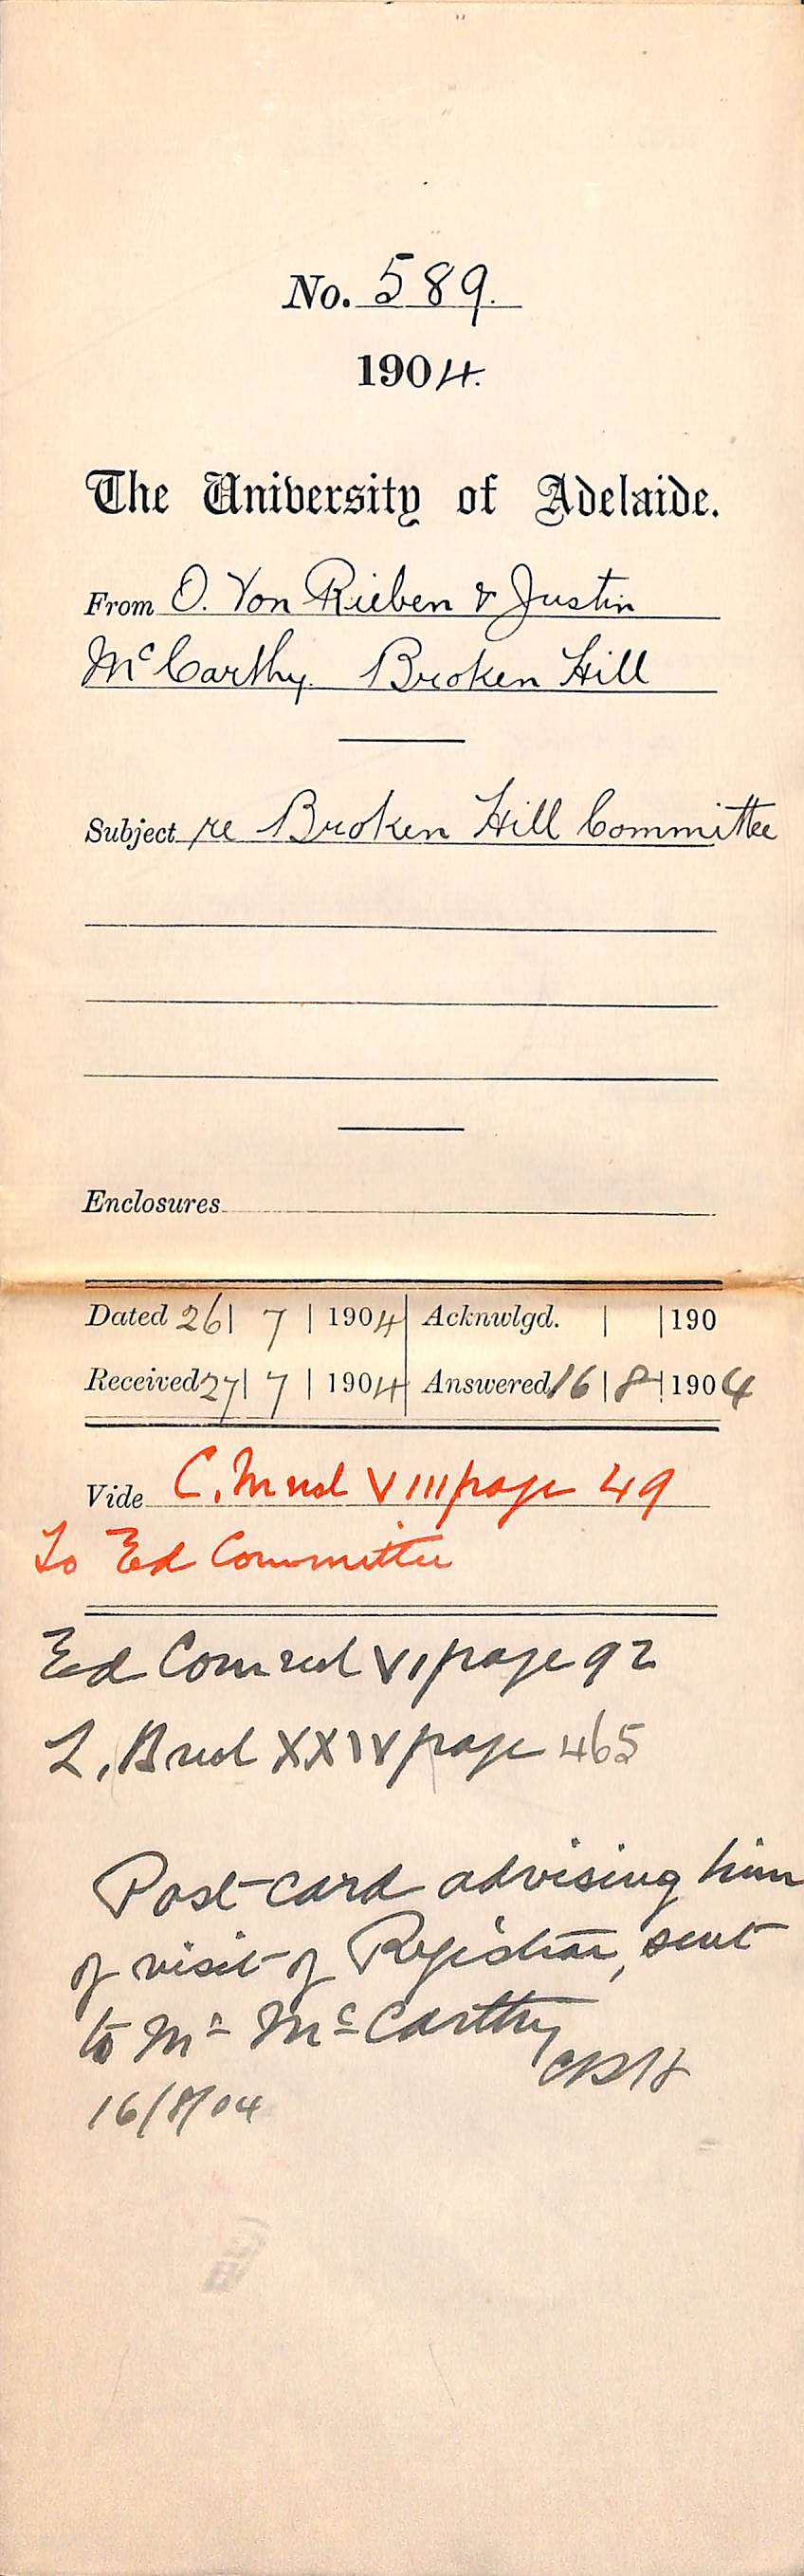 No. 589.
1904.
The University of Adelaide.
From O. Von Rieben & Justin
McCarthy. Broken Hill
Subject re Broken Hill Committee
Enclosures
Dated 26 | 7 | 1904 Acknwlgd. | | 190
Received 27 | 7 | 1904 Answered 16 | 8 | 1904
Vide C. M vol VIII page 49
To Ed Committee
Ed Com vol VI page 92
L. B vol XXIV page 465
Post-card advising him
of visit of Registrar, sent
to Mr McCarthy
16/8/04